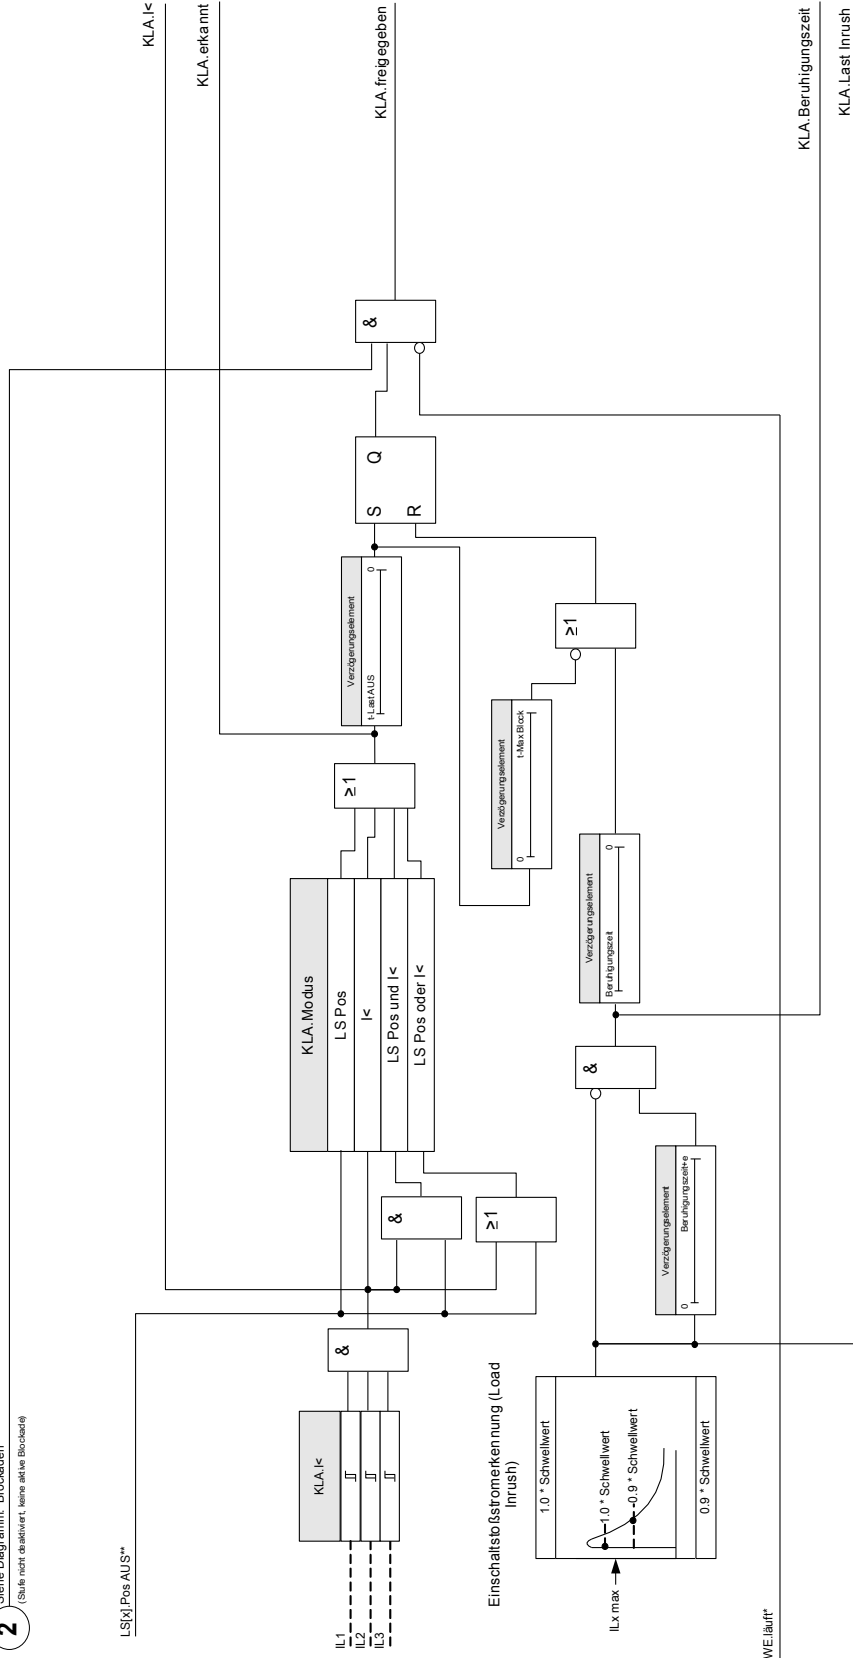 2
Siehe Diagramm: Blockaden
(Stufe nicht deaktiviert, keine aktive Blockade)
KLA.I<
KLA.erkannt
KLA.freigegeben
KLA.Beruhigungszeit
KLA.Last Inrush
LS[x].Pos AUS**
IL1
IL2
IL3
KLA.I<
&
&
≥1
KLA.Modus
LS Pos
I<
LS Pos und I<
LS Pos oder I<
≥1
Verzögerungselement
t-LastAUS
0
S
Q
R
&
Verzögerungselement
0
t-Max Block
≥1
Einschaltstoßstromerkennung (Load
Inrush)
1.0 * Schwellwert
1.0 * Schwellwert
0.9 * Schwellwert
0.9 * Schwellwert
ILx max
Verzögerungselement
0
Beruhigungszeit+e
&
Verzögerungselement
Beruhigungszeit
0
WE.läuft*